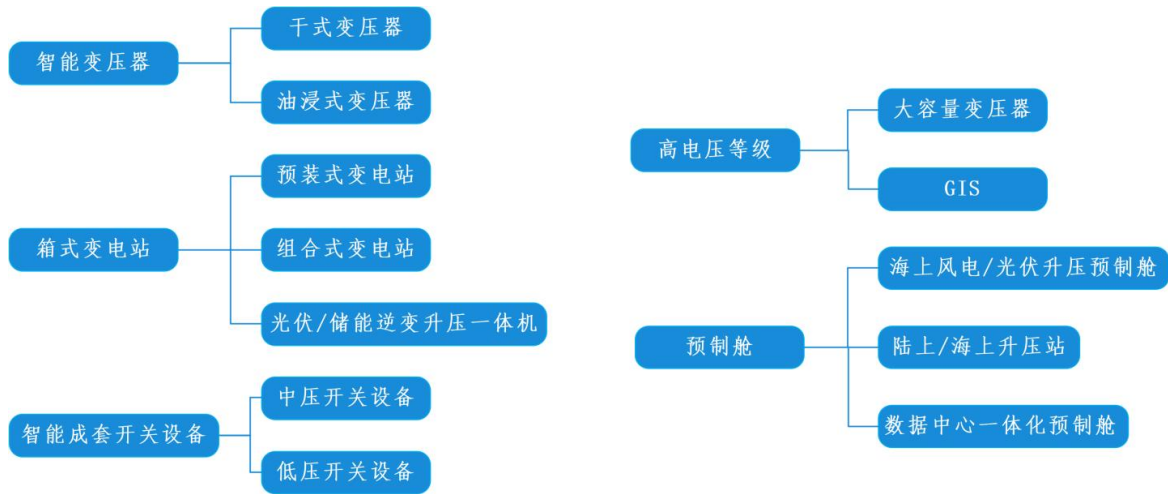 智能变压器
干式变压器
油浸式变压器
箱式变电站
预装式变电站
组合式变电站
光伏/储能逆变升压一体机
智能成套开关设备
中压开关设备
低压开关设备
高电压等级
大容量变压器
GIS
预制舱
海上风电/光伏升压预制舱
陆上/海上升压站
数据中心一体化预制舱